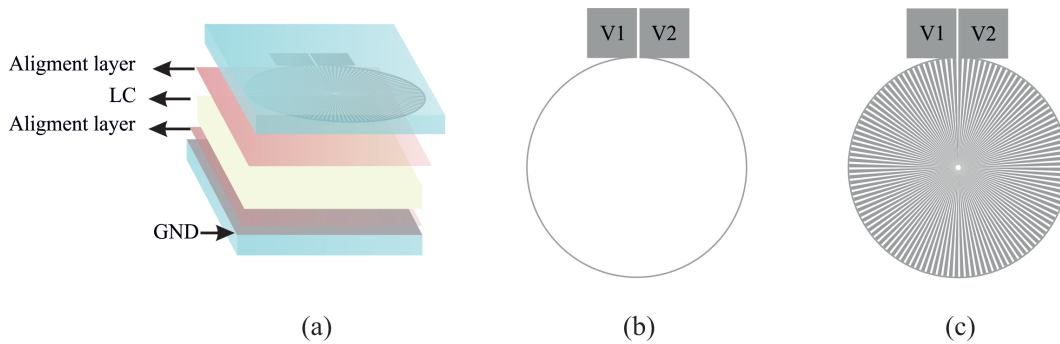 Aligment layer
LC
Aligment layer
GND
(a)
V1 V2
(b)
V1 V2
(c)